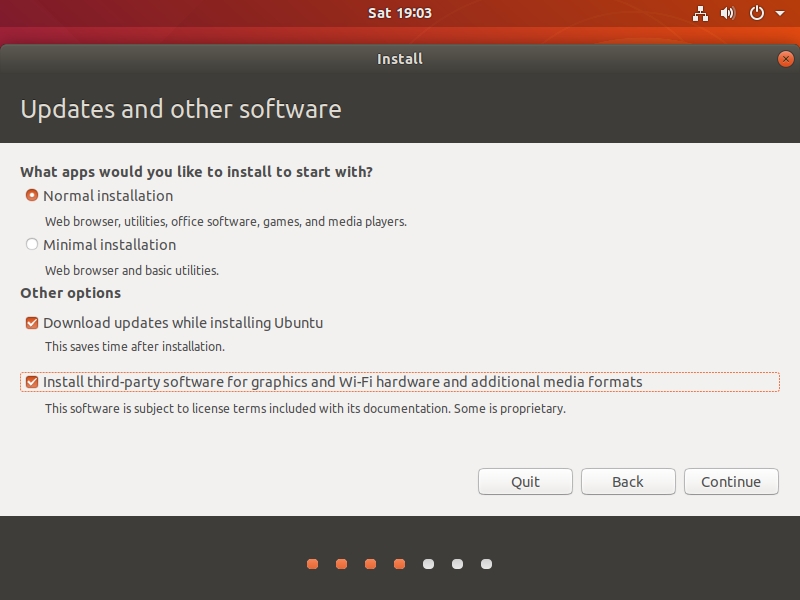 Sat 19:03
Install
Updates and other software
What apps would you like to install to start with?
Normal installation
Web browser, utilities, office software, games, and media players.
Minimal installation
Web browser and basic utilities.
Other options
Download updates while installing Ubuntu
This saves time after installation.
Install third-party software for graphics and Wi-Fi hardware and additional media formats
This software is subject to license terms included with its documentation. Some is proprietary.
Quit Back Continue